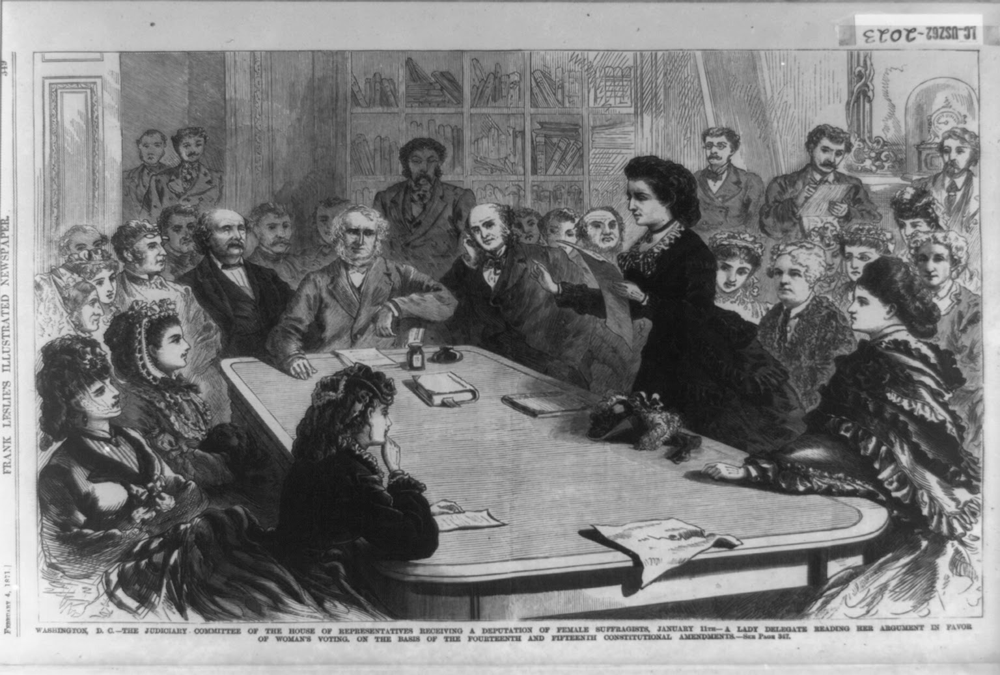 LC-USZ62-2023
349
FRANK LESLIE'S ILLUSTRATED NEWSPAPER.
FEBRUARY 4, 1871.]
WASHINGTON, D. C.—THE JUDICIARY COMMITTEE OF THE HOUSE OF REPRESENTATIVES RECEIVING A DEPUTATION OF FEMALE SUFFRAGISTS, JANUARY 11TH—A LADY DELEGATE READING HER ARGUMENT IN FAVOR
OF WOMAN'S VOTING, ON THE BASIS OF THE FOURTEENTH AND FIFTEENTH CONSTITUTIONAL AMENDMENTS.—SEE PAGE 347.